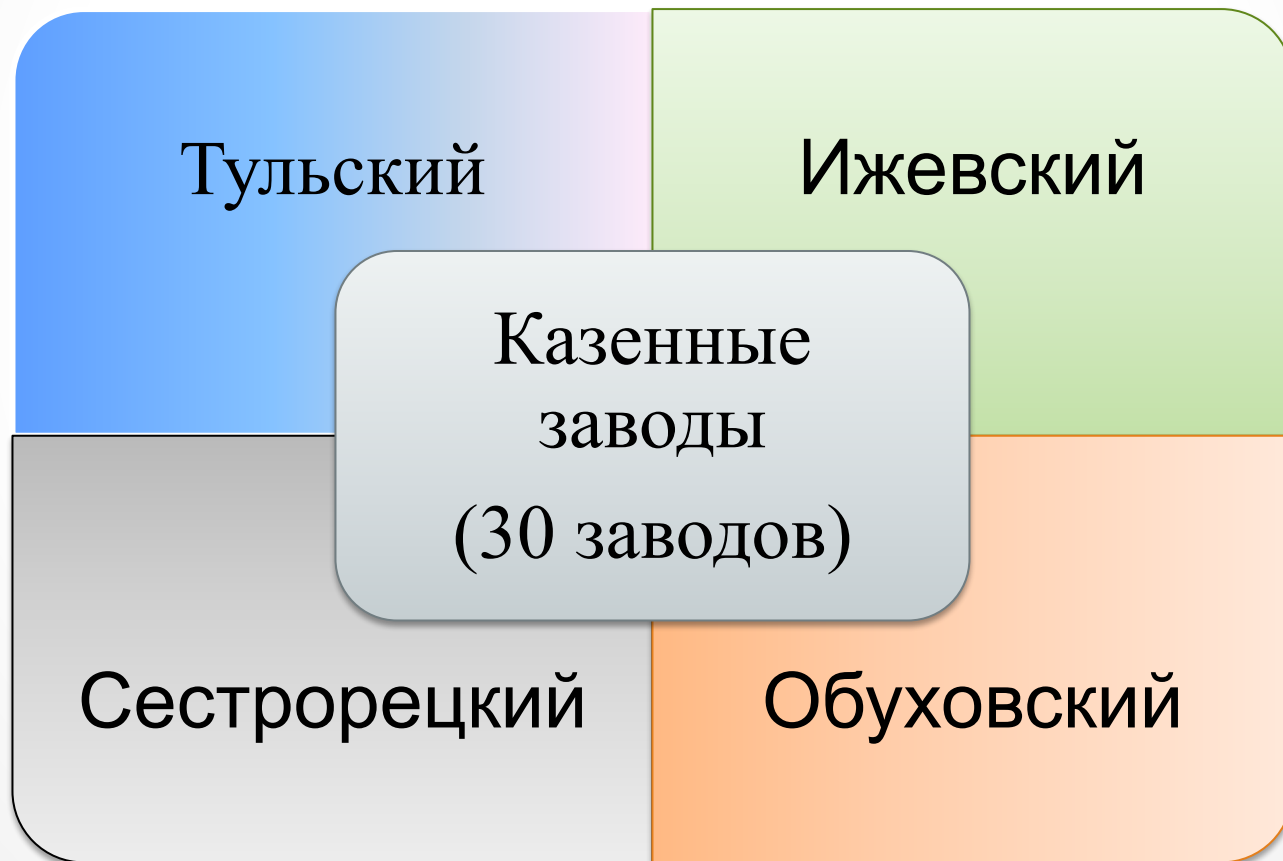 Тульский
Ижевский
Казенные
заводы
(30 заводов)
Сестрорецкий
Обуховский